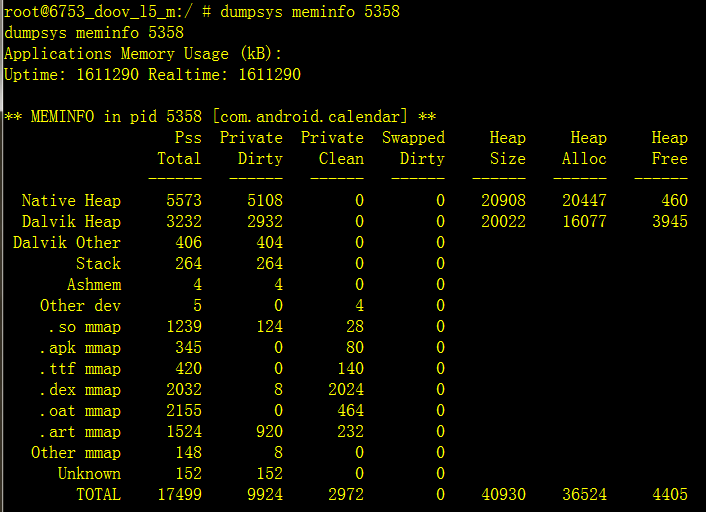 root@6753_doov_l5_m:/ # dumpsys meminfo 5358
dumpsys meminfo 5358
Applications Memory Usage (kB):
Uptime: 1611290 Realtime: 1611290
** MEMINFO in pid 5358 [com.android.calendar] **
Pss Private Private Swapped Heap Heap Heap
Total Dirty Clean Dirty Size Alloc Free
------ ------ ------ ------ ------ ------ ------
Native Heap 5573 5108 0 0 20908 20447 460
Dalvik Heap 3232 2932 0 0 20022 16077 3945
Dalvik Other 406 404 0 0
Stack 264 264 0 0
Ashmem 4 4 0 0
Other dev 5 0 4 0
.so mmap 1239 124 28 0
.apk mmap 345 0 80 0
.ttf mmap 420 0 140 0
.dex mmap 2032 8 2024 0
.oat mmap 2155 0 464 0
.art mmap 1524 920 232 0
Other mmap 148 8 0 0
Unknown 152 152 0 0
TOTAL 17499 9924 2972 0 40930 36524 4405